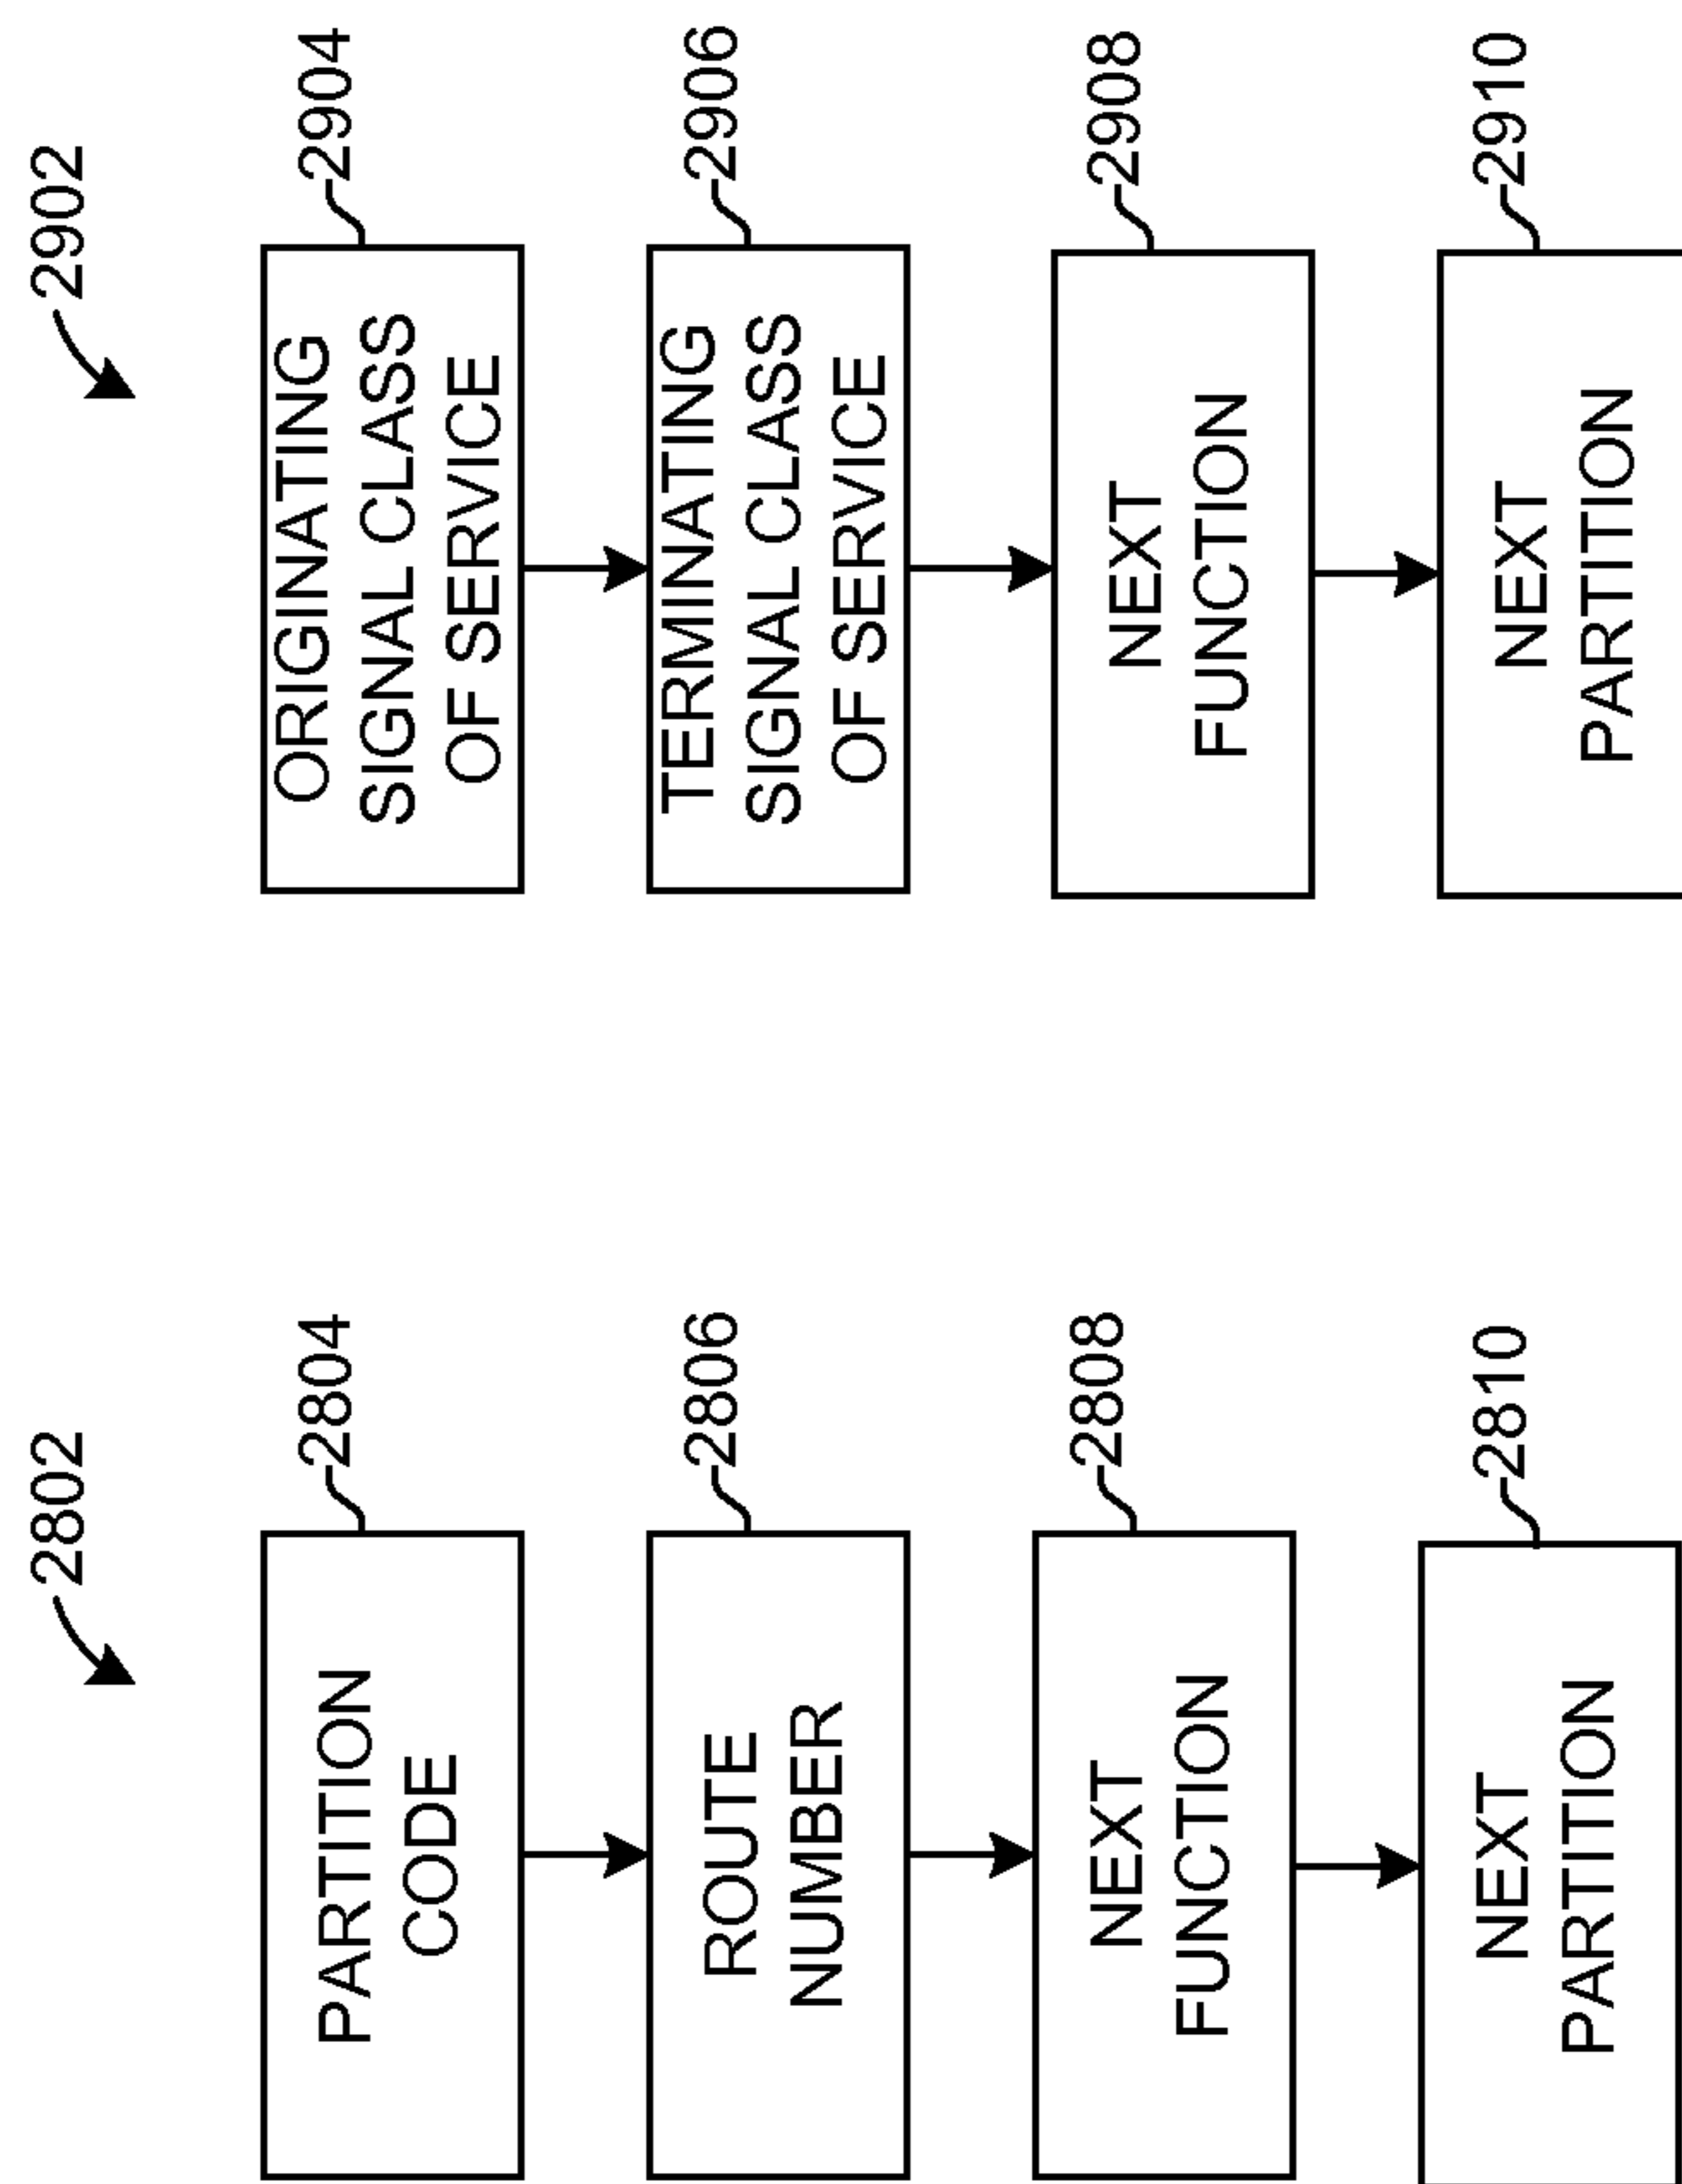 2802
2804
PARTITION
CODE
2806
ROUTE
NUMBER
2808
NEXT
FUNCTION
2810
NEXT
PARTITION
2902
2904
ORIGINATING
SIGNAL CLASS
OF SERVICE
2906
TERMINATING
SIGNAL CLASS
OF SERVICE
2908
NEXT
FUNCTION
2910
NEXT
PARTITION